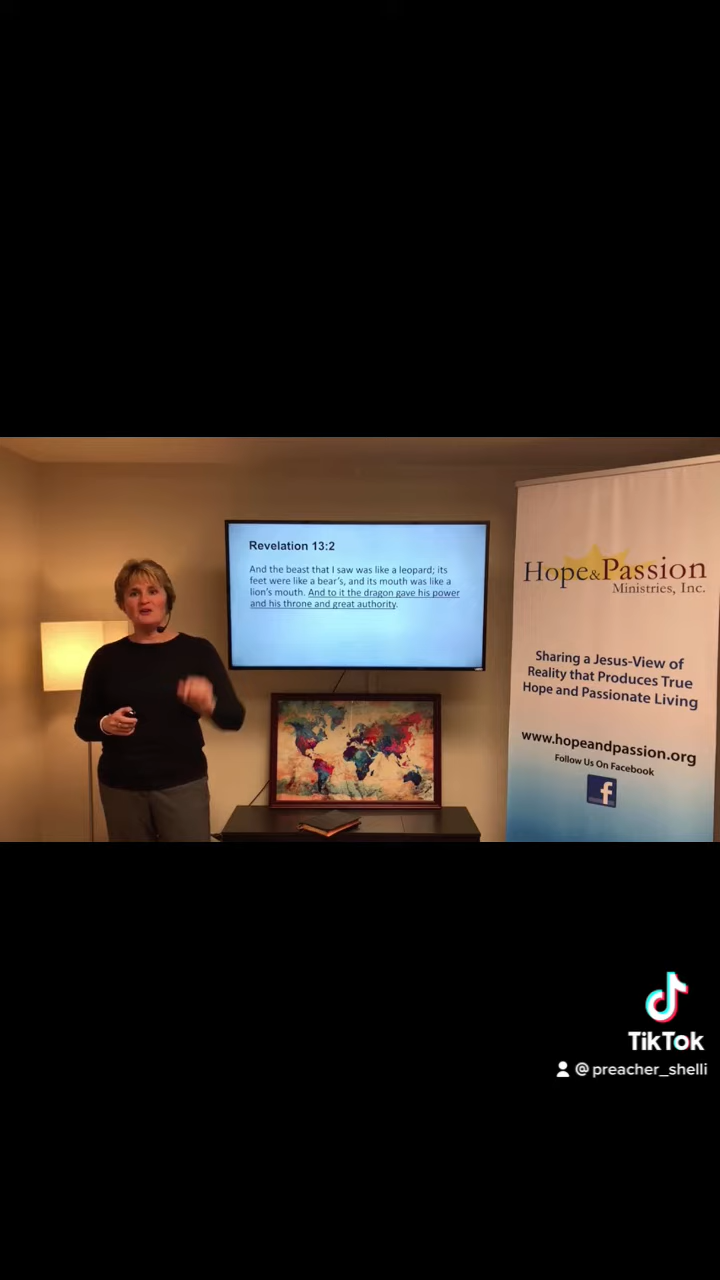 Revelation 13:2
And the beast that I saw was like a leopard; its
feet were like a bear's, and its mouth was like a
lion's mouth. And to it the dragon gave his power
and his throne and great authority.
Hope&Passion
Ministries, Inc.
Sharing a Jesus-View of
Reality that Produces True
Hope and Passionate Living
www.hopeandpassion.org
Follow Us On Facebook
f
TikTok
@preacher_shelli